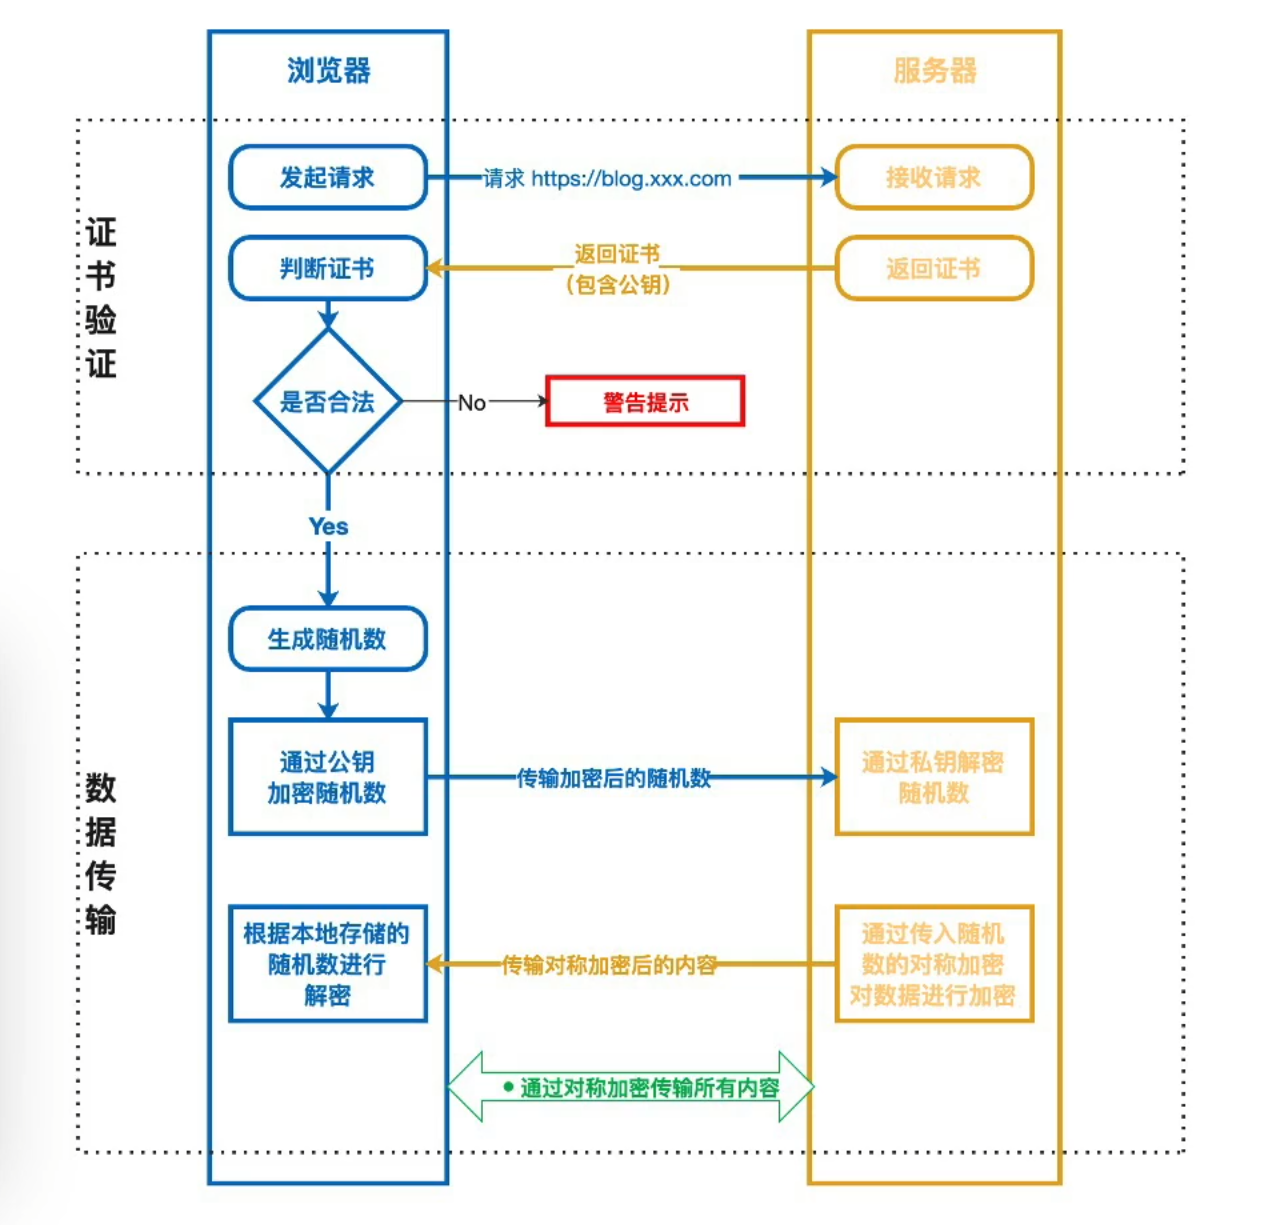 浏览器
服务器
证
书
验
证
发起请求
请求 https://blog.xxx.com
接收请求
判断证书
返回证书
（包含公钥）
返回证书
是否合法
No
警告提示
Yes
数
据
传
输
生成随机数
通过公钥
加密随机数
传输加密后的随机数
通过私钥解密
随机数
根据本地存储的
随机数进行
解密
传输对称加密后的内容
通过传入随机
数的对称加密
对数据进行加密
• 通过对称加密传输所有内容